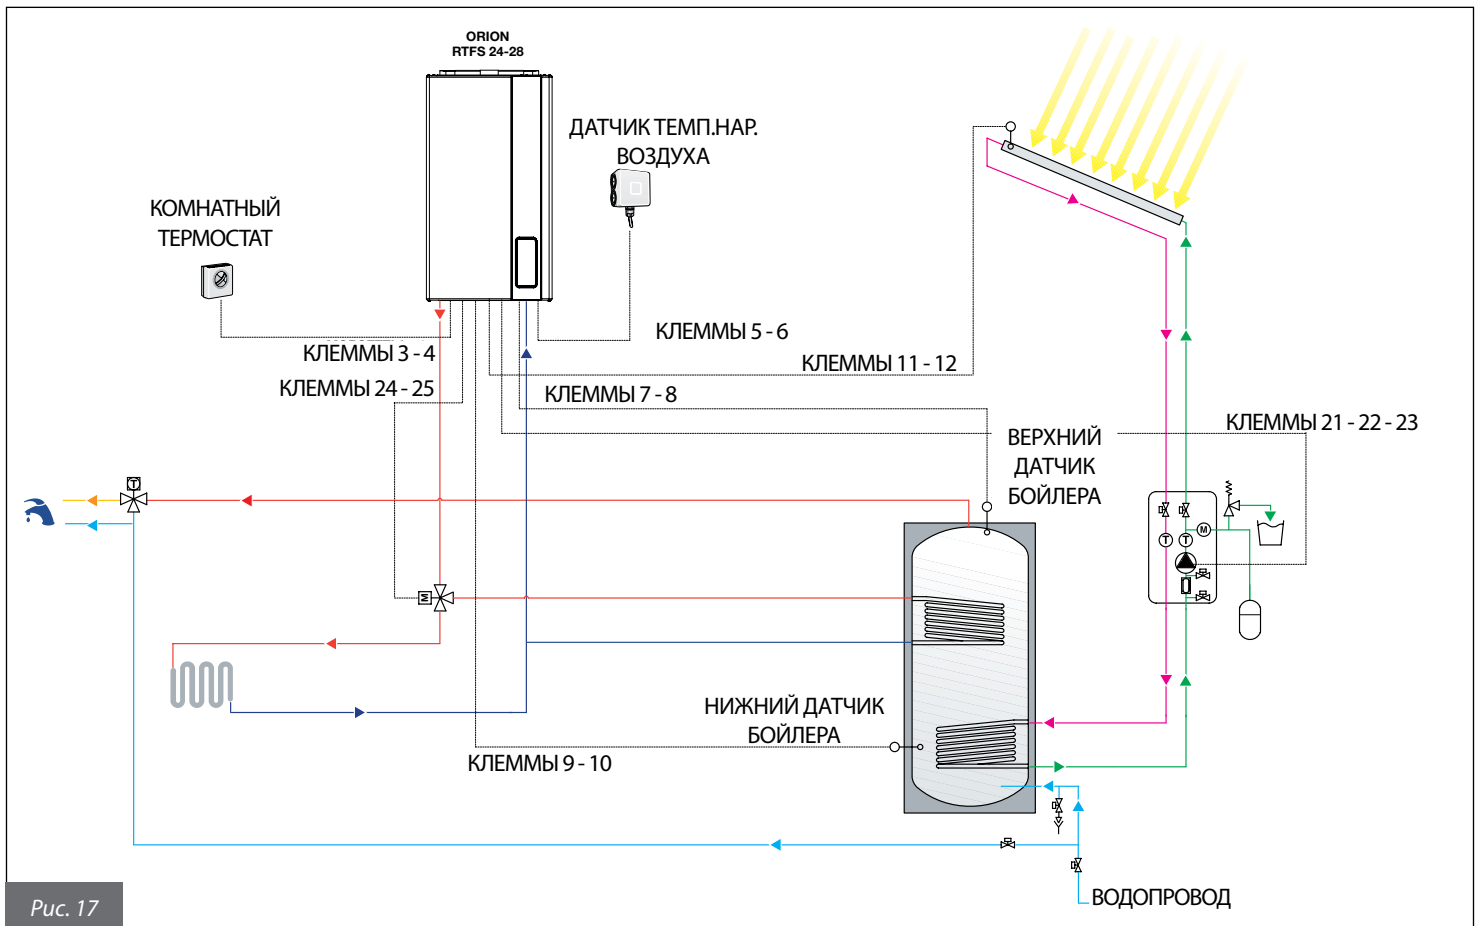 ORION
RTFS 24-28
ДАТЧИК ТЕМП.НАР.
ВОЗДУХА
КОМНАТНЫЙ
ТЕРМОСТАТ
КЛЕММЫ 5 - 6
КЛЕММЫ 3 - 4
КЛЕММЫ 11 - 12
КЛЕММЫ 24 - 25
КЛЕММЫ 7 - 8
КЛЕММЫ 21 - 22 - 23
ВЕРХНИЙ
ДАТЧИК
БОЙЛЕРА
T
M
T
T
M
НИЖНИЙ ДАТЧИК
БОЙЛЕРА
КЛЕММЫ 9 - 10
ВОДОПРОВОД
Рис. 17